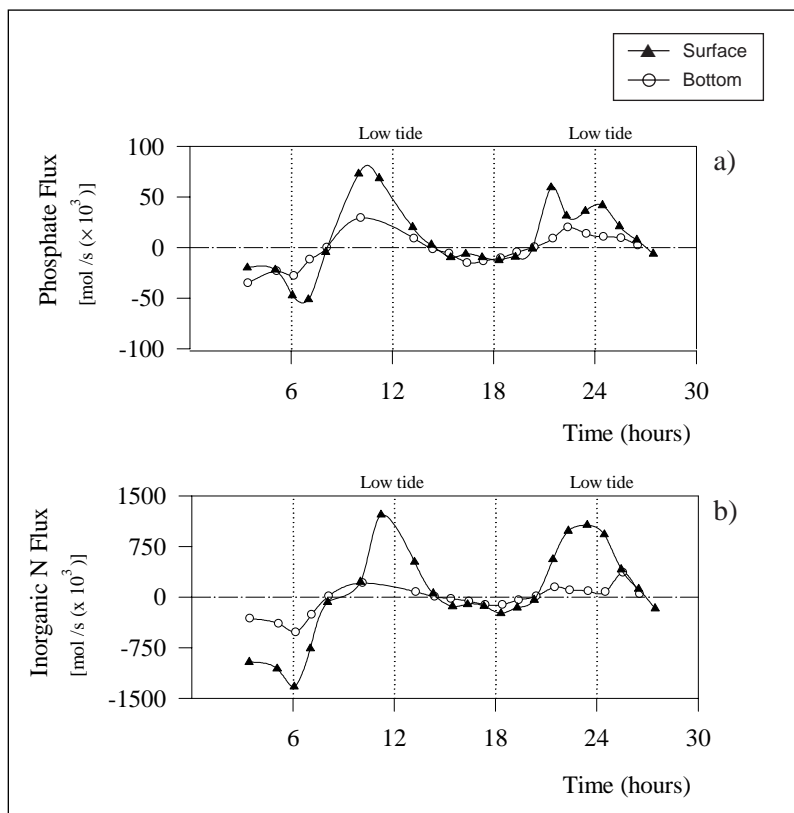 Surface
Bottom
Low tide Low tide
a)
100
50
0
-50
-100
Phosphate Flux
[mol /s (× 10³)]
6 12 18 24 30
Time (hours)
Low tide Low tide
b)
1500
750
0
-750
-1500
Inorganic N Flux
[mol /s (x 10³)]
6 12 18 24 30
Time (hours)